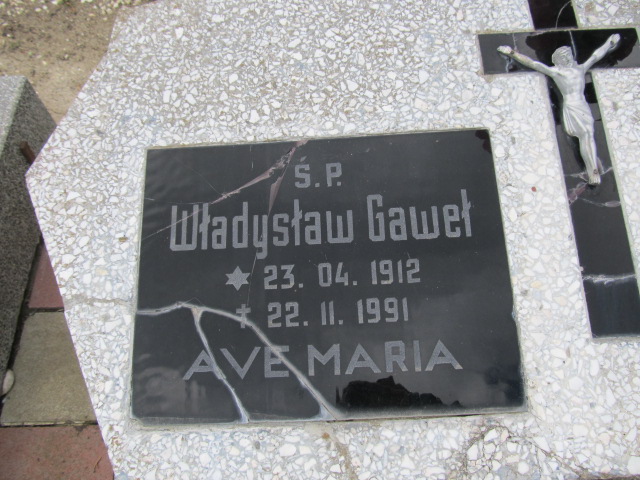 S.P.
Władysław Gaweł
✡ 23. 04. 1912
✝ 22. 11. 1991
AVE MARIA